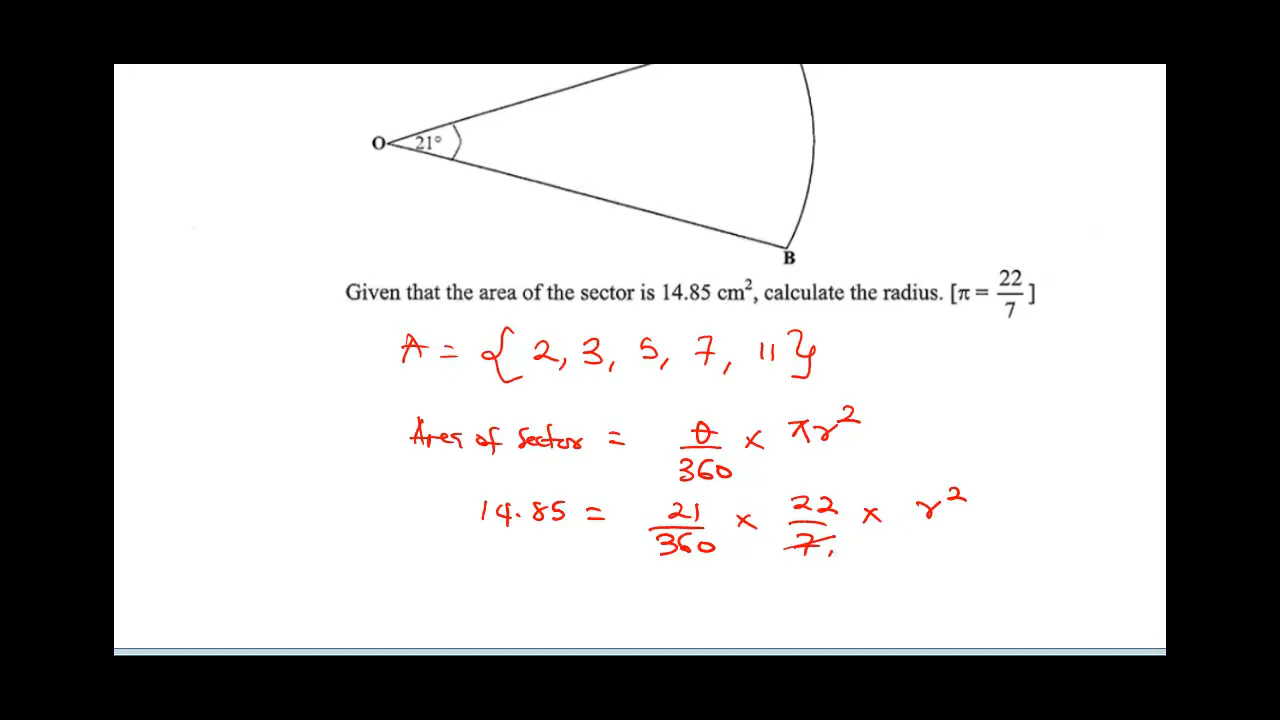 O 21°
B
Given that the area of the sector is 14.85 cm², calculate the radius. [π = 22/7]
A = { 2, 3, 5, 7, 11 }
Area of Sector = θ/360 × πr²
14.85 = 21/360 × 22/7 × r²